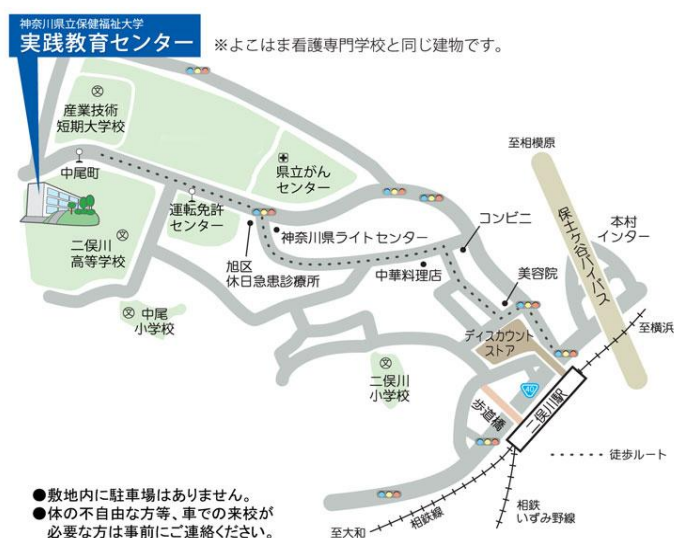 神奈川県立保健福祉大学
実践教育センター
※よこはま看護専門学校と同じ建物です。
産業技術
短期大学校
中尾町
県立がん
センター
至相模原
保土ヶ谷バイパス
本村
インター
コンビニ
運転免許
センター
神奈川県ライトセンター
二俣川
高等学校
旭区
休日急患診療所
中華料理店
美容院
中尾
小学校
ディスカウント
ストア
至横浜
二俣川
小学校
歩道橋
40
二俣川駅
徒歩ルート
●敷地内に駐車場はありません。
●体の不自由な方等、車での来校が
必要な方は事前にご連絡ください。
至大和
相鉄線
相鉄
いずみ野線